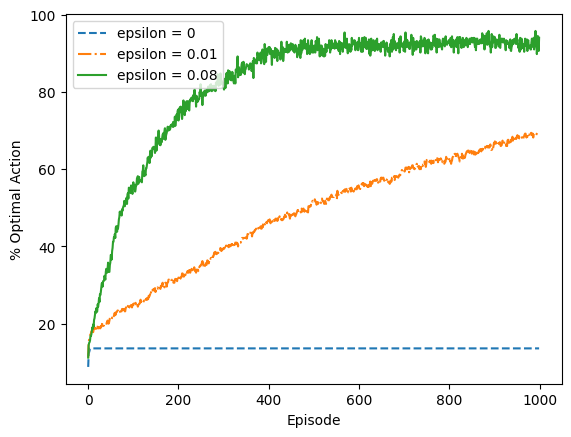 epsilon = 0
epsilon = 0.01
epsilon = 0.08
% Optimal Action
100
80
60
40
20
0
200
400
600
800
1000
Episode